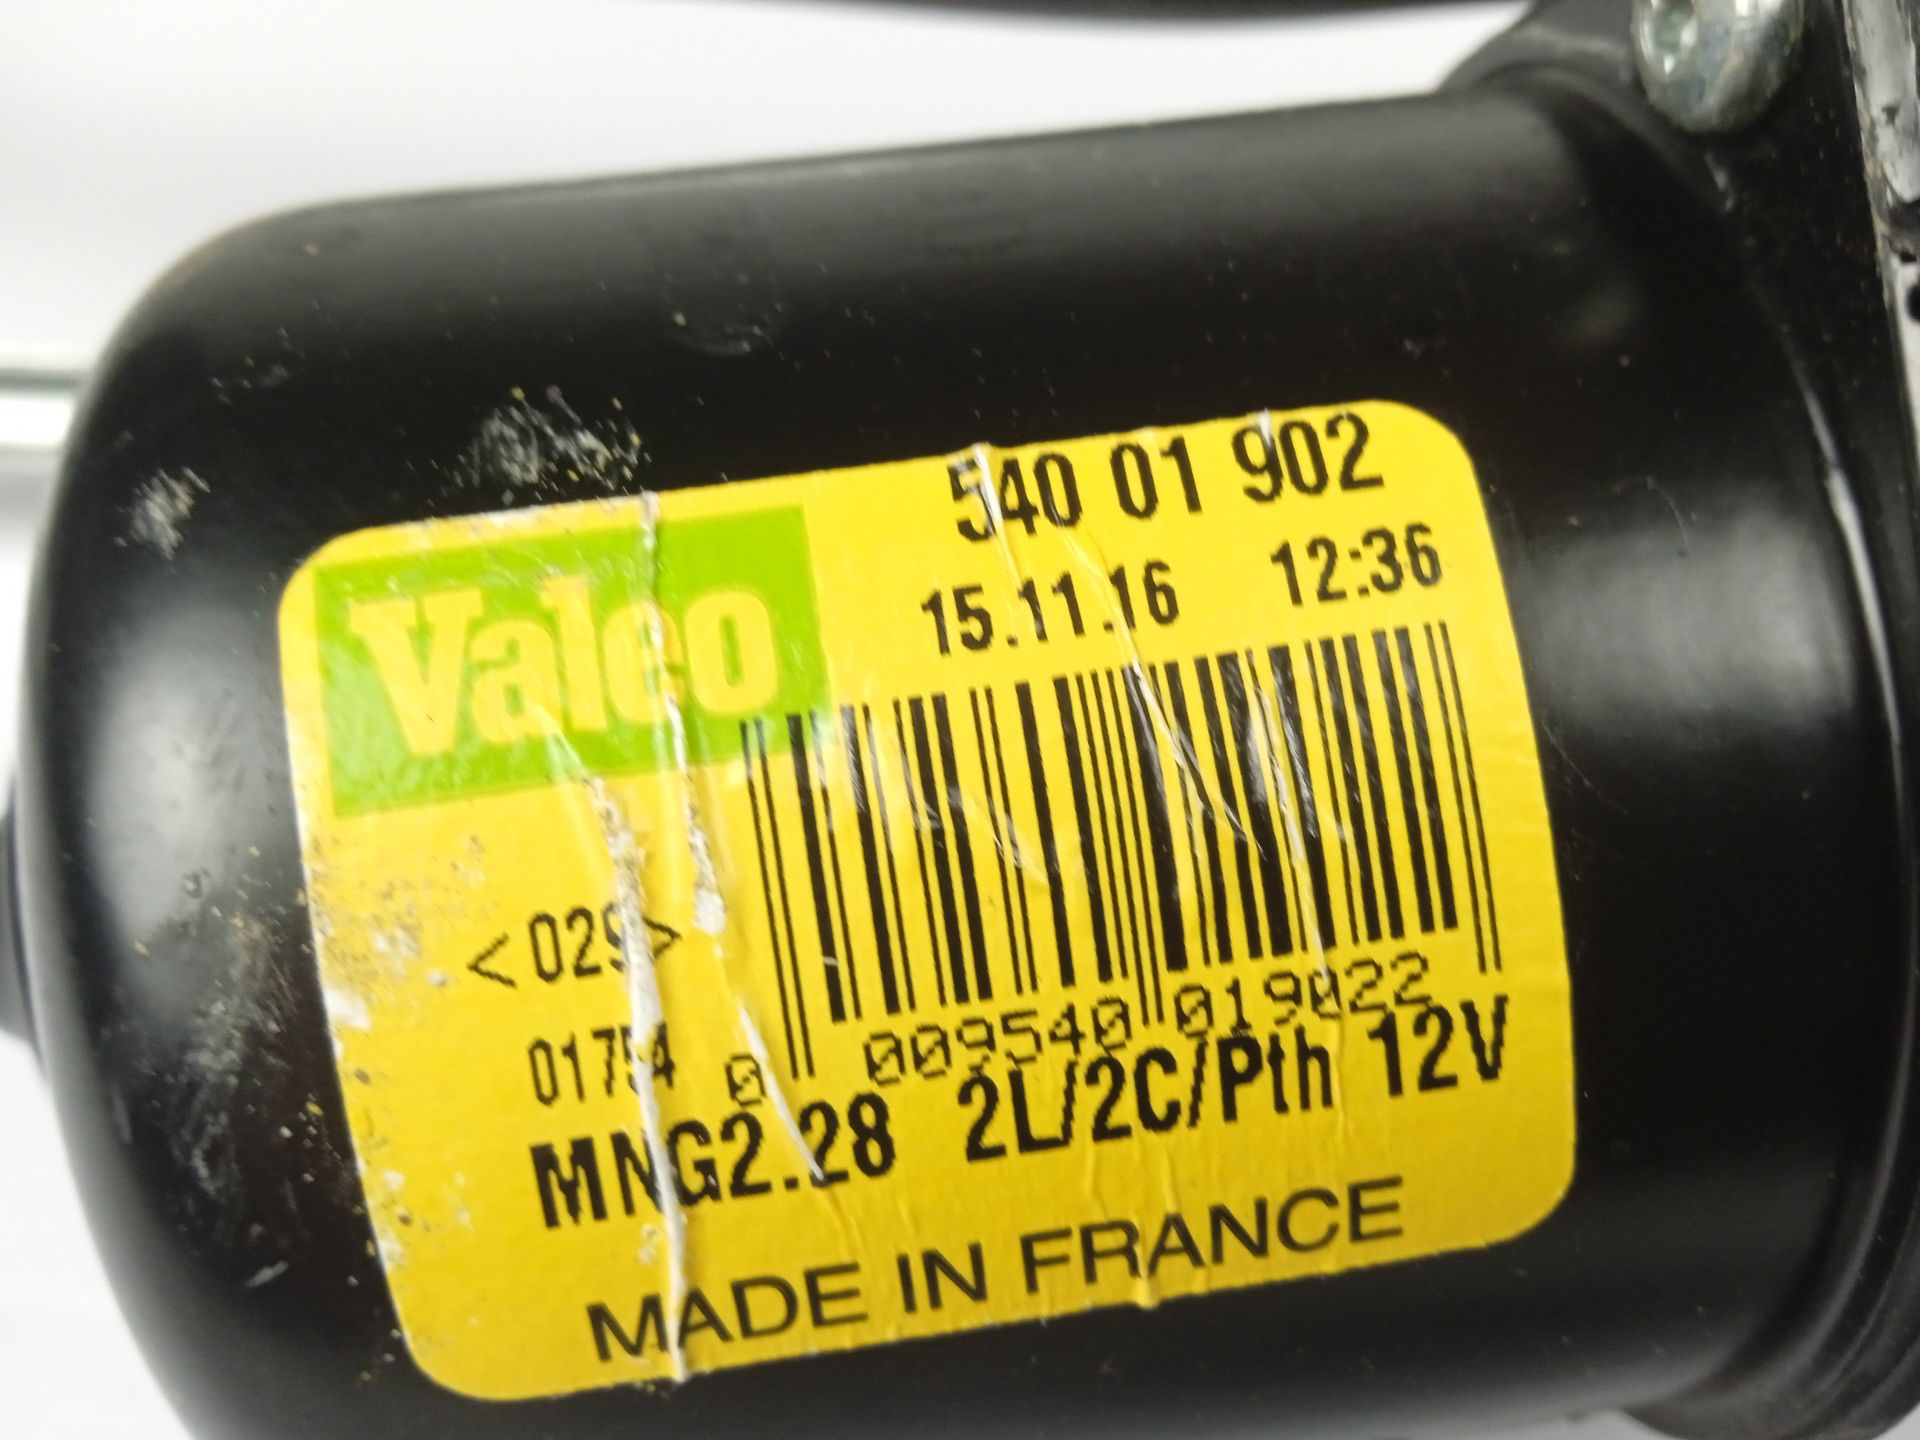 540 01 902
Valeo
15.11.16 12:36
<029>
01754
0 009540 019022
MNG2.28 2L/2C/Pth 12V
MADE IN FRANCE